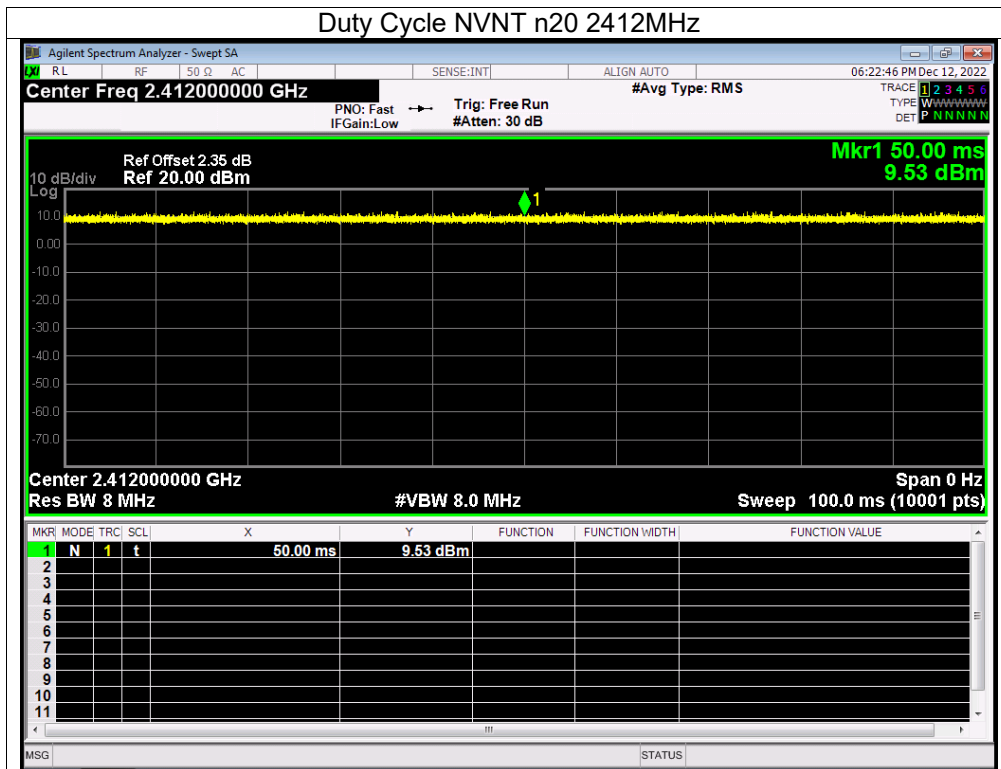 Duty Cycle NVNT n20 2412MHz
Agilent Spectrum Analyzer - Swept SA
LXI RL RF 50 Ω AC SENSE:INT ALIGN AUTO 06:22:46 PM Dec 12, 2022
Center Freq 2.412000000 GHz #Avg Type: RMS TRACE 1 2 3 4 5 6
PNO: Fast Trig: Free Run TYPE WWWWWW
IFGain:Low #Atten: 30 dB DET P N N N N N
Mkr1 50.00 ms
Ref Offset 2.35 dB
10 dB/div Ref 20.00 dBm 9.53 dBm
Log
1
10.0
0.00
-10.0
-20.0
-30.0
-40.0
-50.0
-60.0
-70.0
Center 2.412000000 GHz Span 0 Hz
Res BW 8 MHz #VBW 8.0 MHz Sweep 100.0 ms (10001 pts)
MKR MODE TRC SCL X Y FUNCTION FUNCTION WIDTH FUNCTION VALUE
1 N 1 t 50.00 ms 9.53 dBm
2
3
4
5
6
7
8
9
10
11
MSG STATUS